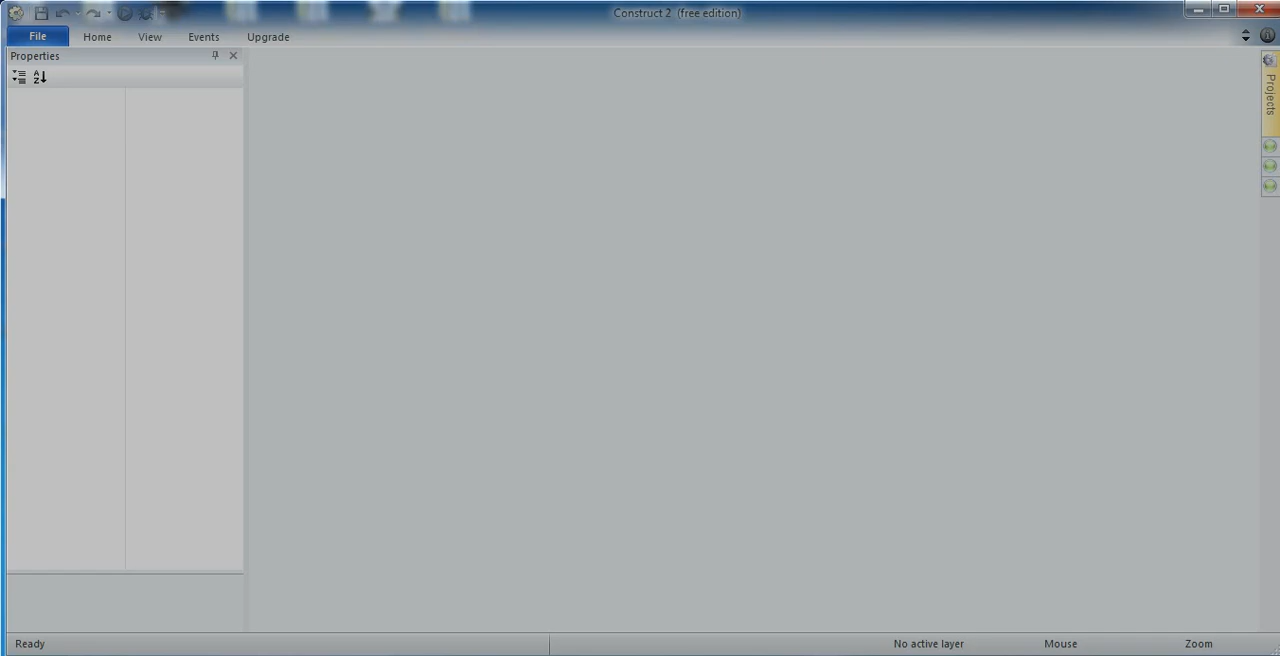 Construct 2 (free edition)
File Home View Events Upgrade
Properties
Projects
Ready No active layer Mouse Zoom